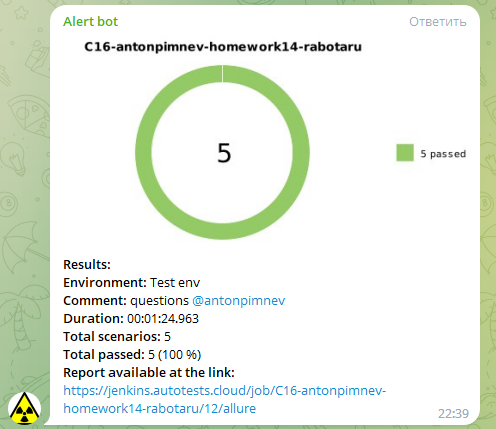 Alert bot
Ответить
C16-antonpimnev-homework14-rabotaru
5
5 passed
Results:
Environment: Test env
Comment: questions @antonpimnev
Duration: 00:01:24.963
Total scenarios: 5
Total passed: 5 (100 %)
Report available at the link:
https://jenkins.autotests.cloud/job/C16-antonpimnev-
homework14-rabotaru/12/allure
22:39